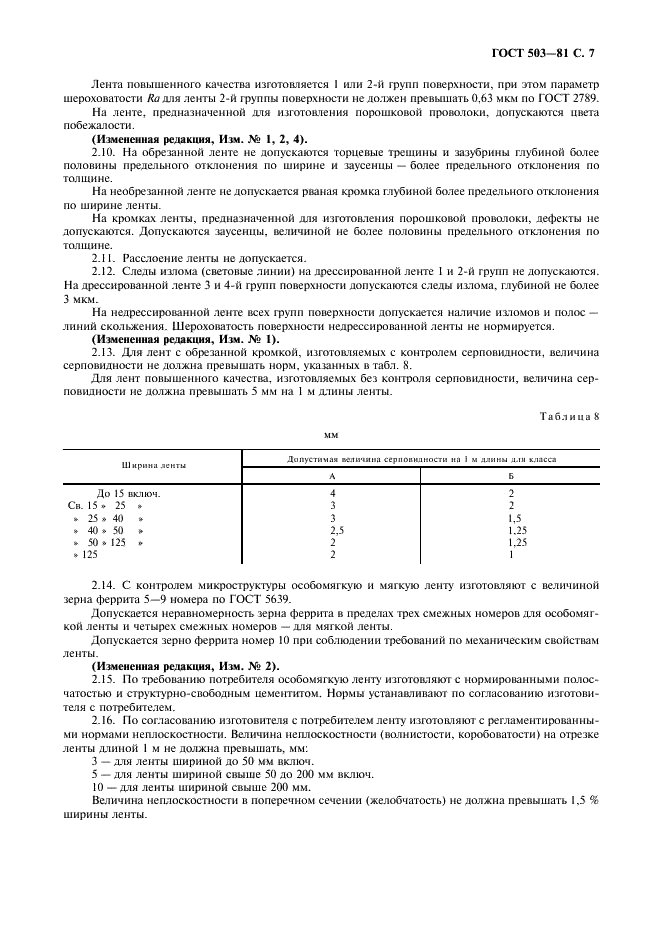 ГОСТ 503—81 С. 7
Лента повышенного качества изготовляется 1 или 2-й групп поверхности, при этом параметр
шероховатости Ra для ленты 2-й группы поверхности не должен превышать 0,63 мкм по ГОСТ 2789.
На ленте, предназначенной для изготовления порошковой проволоки, допускаются цвета
побежалости.
(Измененная редакция, Изм. № 1, 2, 4).
2.10. На обрезанной ленте не допускаются торцевые трещины и зазубрины глубиной более
половины предельного отклонения по ширине и заусенцы — более предельного отклонения по
толщине.
На необрезанной ленте не допускается рваная кромка глубиной более предельного отклонения
по ширине ленты.
На кромках ленты, предназначенной для изготовления порошковой проволоки, дефекты не
допускаются. Допускаются заусенцы, величиной не более половины предельного отклонения по
толщине.
2.11. Расслоение ленты не допускается.
2.12. Следы излома (световые линии) на дрессированной ленте 1 и 2-й групп не допускаются.
На дрессированной ленте 3 и 4-й групп поверхности допускаются следы излома, глубиной не более
3 мкм.
На недрессированной ленте всех групп поверхности допускается наличие изломов и полос —
линий скольжения. Шероховатость поверхности недрессированной ленты не нормируется.
(Измененная редакция, Изм. № 1).
2.13. Для лент с обрезанной кромкой, изготовляемых с контролем серповидности, величина
серповидности не должна превышать норм, указанных в табл. 8.
Для лент повышенного качества, изготовляемых без контроля серповидности, величина сер-
повидности не должна превышать 5 мм на 1 м длины ленты.
Таблица 8
мм
Ширина ленты Допустимая величина серповидности на 1 м длины для класса
А Б
До 15 включ. 4 2
Св. 15 » 25 » 3 2
» 25 » 40 » 3 1,5
» 40 » 50 » 2,5 1,25
» 50 » 125 » 2 1,25
» 125 2 1
2.14. С контролем микроструктуры особомягкую и мягкую ленту изготовляют с величиной
зерна феррита 5—9 номера по ГОСТ 5639.
Допускается неравномерность зерна феррита в пределах трех смежных номеров для особомяг-
кой ленты и четырех смежных номеров — для мягкой ленты.
Допускается зерно феррита номер 10 при соблюдении требований по механическим свойствам
ленты.
(Измененная редакция, Изм. № 2).
2.15. По требованию потребителя особомягкую ленту изготовляют с нормированными полос-
чатостью и структурно-свободным цементитом. Нормы устанавливают по согласованию изготови-
теля с потребителем.
2.16. По согласованию изготовителя с потребителем ленту изготовляют с регламентированны-
ми нормами неплоскостности. Величина неплоскостности (волнистости, коробоватости) на отрезке
ленты длиной 1 м не должна превышать, мм:
3 — для ленты шириной до 50 мм включ.
5 — для ленты шириной свыше 50 до 200 мм включ.
10 — для ленты шириной свыше 200 мм.
Величина неплоскостности в поперечном сечении (желобчатость) не должна превышать 1,5 %
ширины ленты.